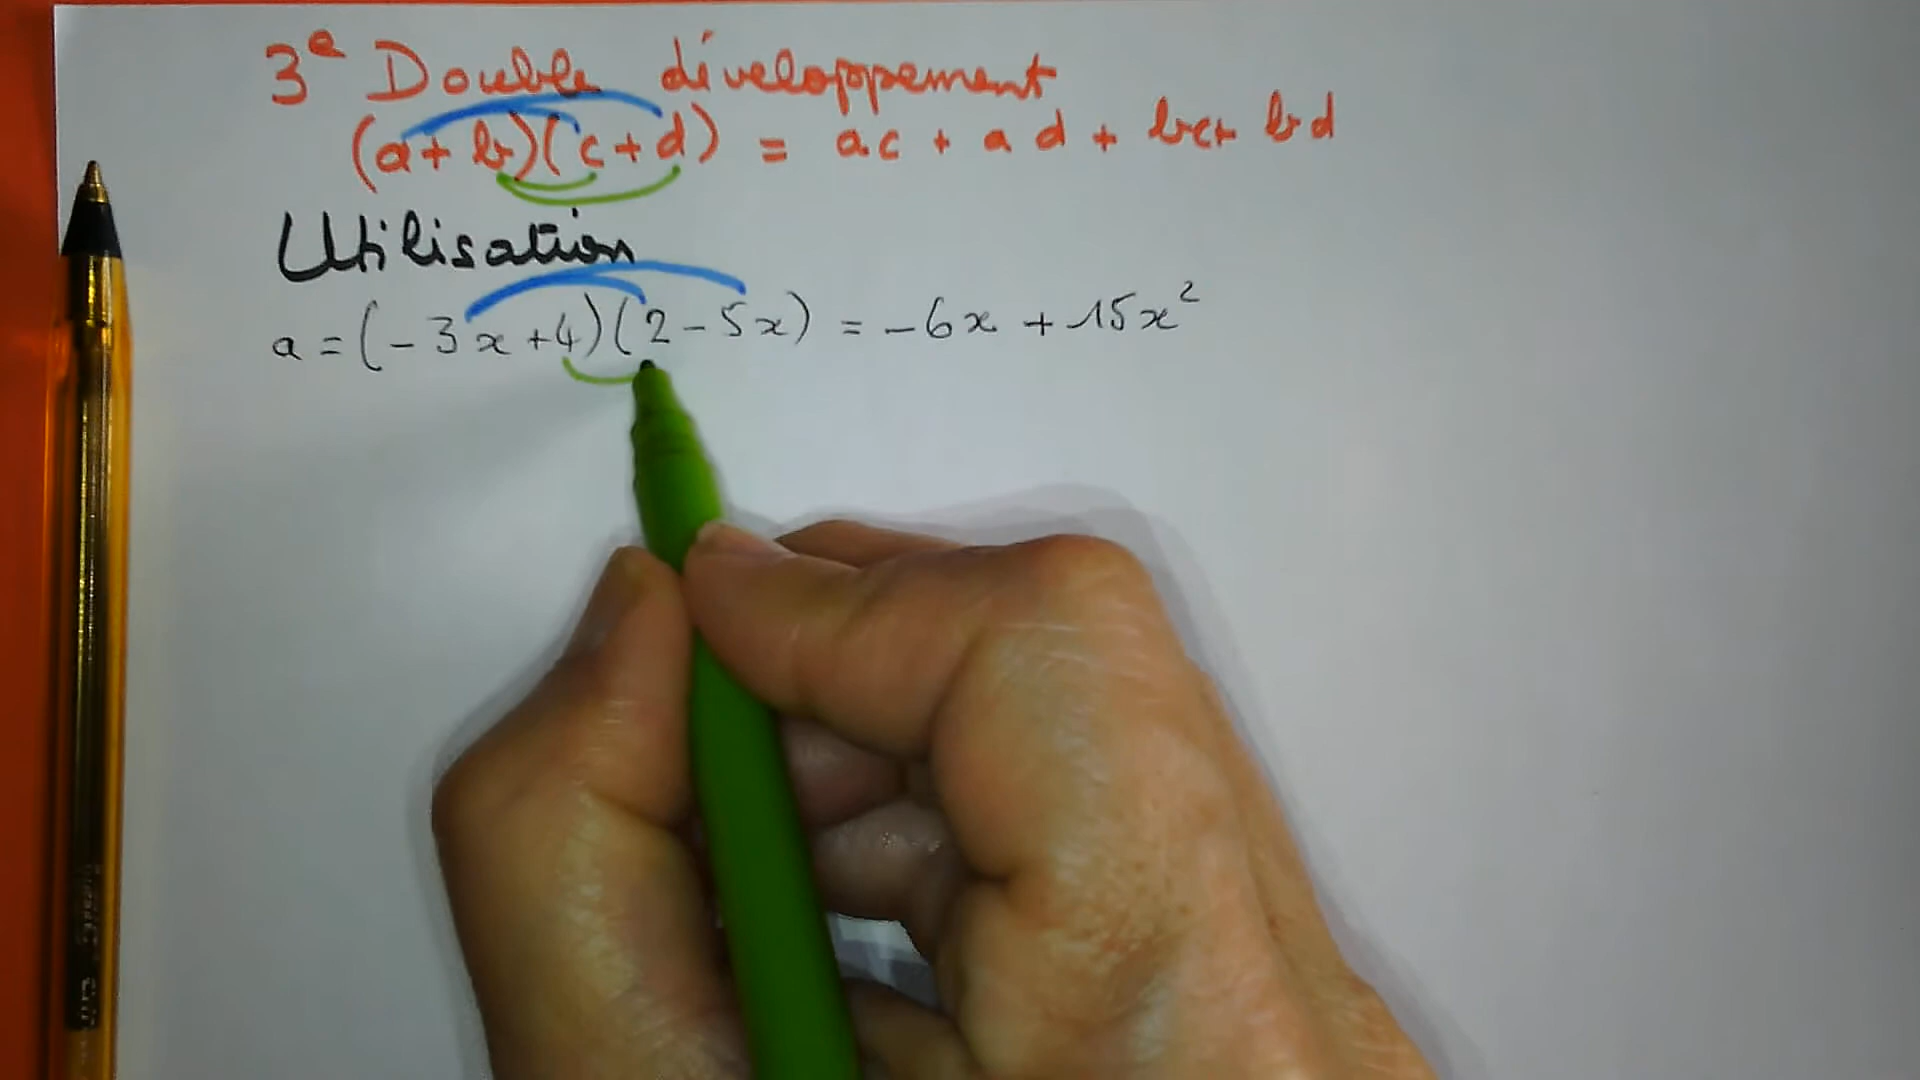 3e Double développement
(a+b)(c+d) = ac + ad + bc+ bd
Utilisation
a = (-3x+4)(2-5x) = -6x + 15x²